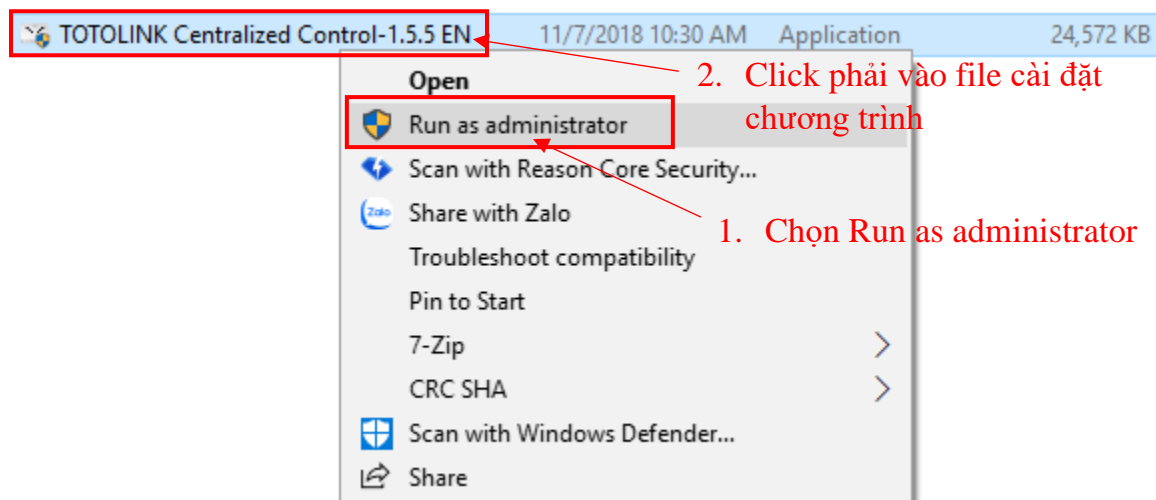 TOTOLINK Centralized Control-1.5.5 EN 11/7/2018 10:30 AM Application 24,572 KB
Open
2. Click phải vào file cài đặt
chương trình
Run as administrator
Scan with Reason Core Security...
Zalo Share with Zalo
1. Chọn Run as administrator
Troubleshoot compatibility
Pin to Start
7-Zip
CRC SHA
Scan with Windows Defender...
Share